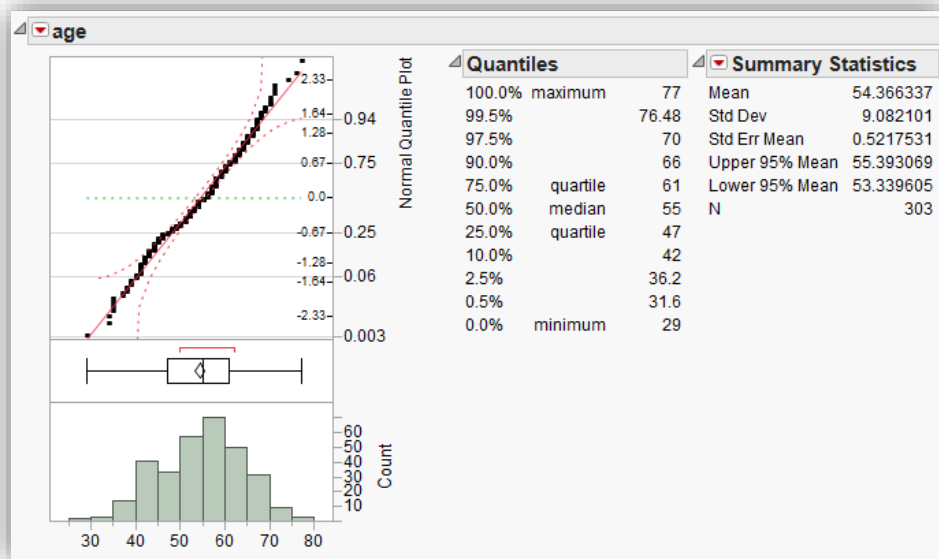 age
2.33
1.64
1.28
0.67
0.0
-0.67
-1.28
-1.64
-2.33
0.94
0.75
0.25
0.06
0.003
Normal Quantile Plot
60
50
40
30
20
10
Count
30 40 50 60 70 80
Quantiles
100.0% maximum 77
99.5% 76.48
97.5% 70
90.0% 66
75.0% quartile 61
50.0% median 55
25.0% quartile 47
10.0% 42
2.5% 36.2
0.5% 31.6
0.0% minimum 29
Summary Statistics
Mean 54.366337
Std Dev 9.082101
Std Err Mean 0.5217531
Upper 95% Mean 55.393069
Lower 95% Mean 53.339605
N 303